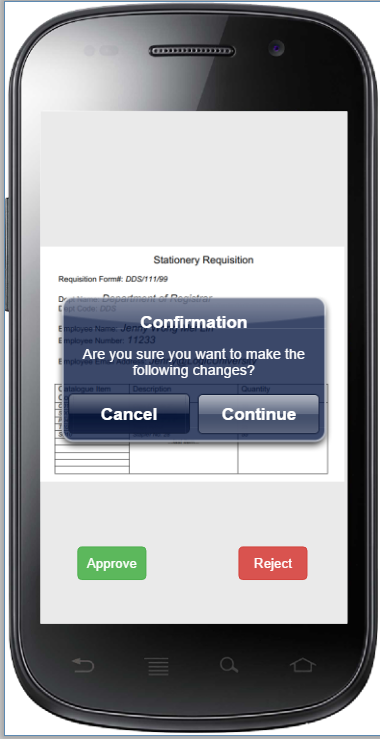 Stationery Requisition
Requisition Form#: DDS/111/99
Dept Name: Department of Registrar
Dept Code: DDS
Employee Name: Jenny Wong
Employee Number: 11233
Confirmation
Are you sure you want to make the
following changes?
Catalogue Item Description Quantity
Cancel Continue
Approve Reject